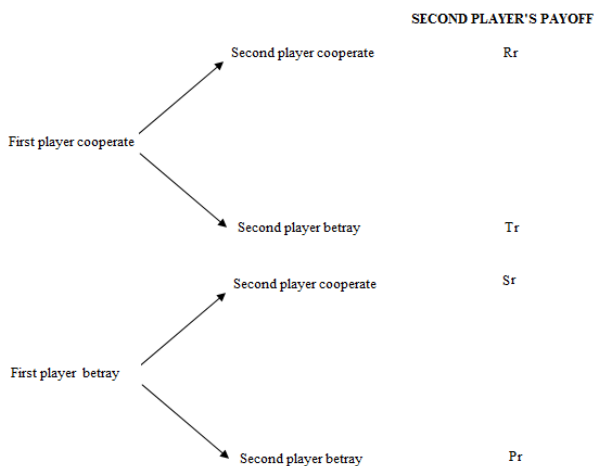 SECOND PLAYER'S PAYOFF
Second player cooperate Rr
First player cooperate
Second player betray Tr
Second player cooperate Sr
First player betray
Second player betray Pr